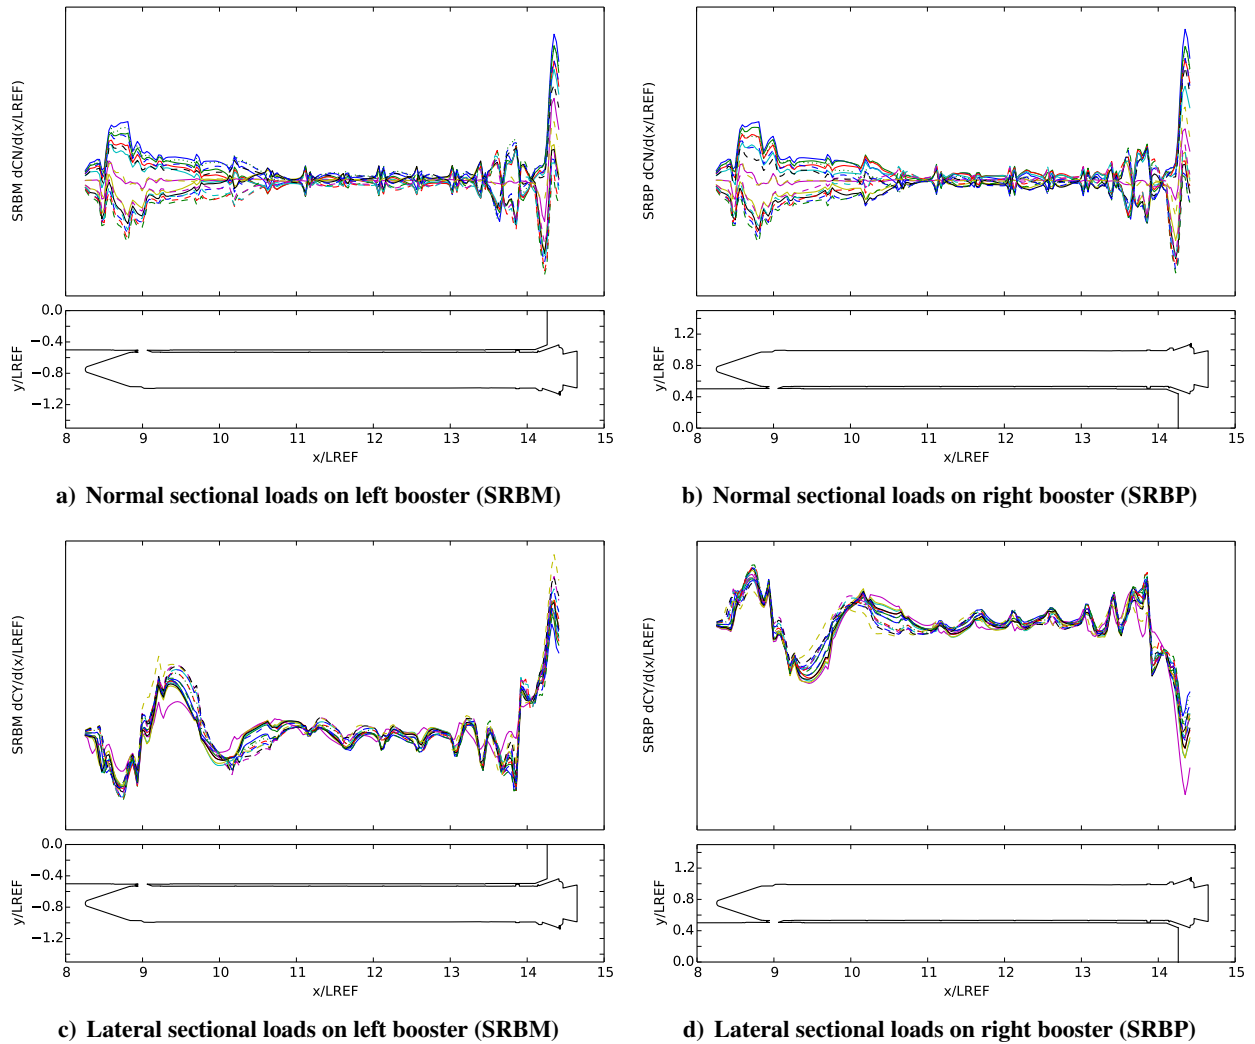 SRBM dCN/d(x/LREF)
y/LREF
0.0
−0.4
−0.8
−1.2
8 9 10 11 12 13 14 15
x/LREF
a) Normal sectional loads on left booster (SRBM)
SRBP dCN/d(x/LREF)
y/LREF
1.2
0.8
0.4
0.0
8 9 10 11 12 13 14 15
x/LREF
b) Normal sectional loads on right booster (SRBP)
SRBM dCY/d(x/LREF)
y/LREF
0.0
−0.4
−0.8
−1.2
8 9 10 11 12 13 14 15
x/LREF
c) Lateral sectional loads on left booster (SRBM)
SRBP dCY/d(x/LREF)
y/LREF
1.2
0.8
0.4
0.0
8 9 10 11 12 13 14 15
x/LREF
d) Lateral sectional loads on right booster (SRBP)